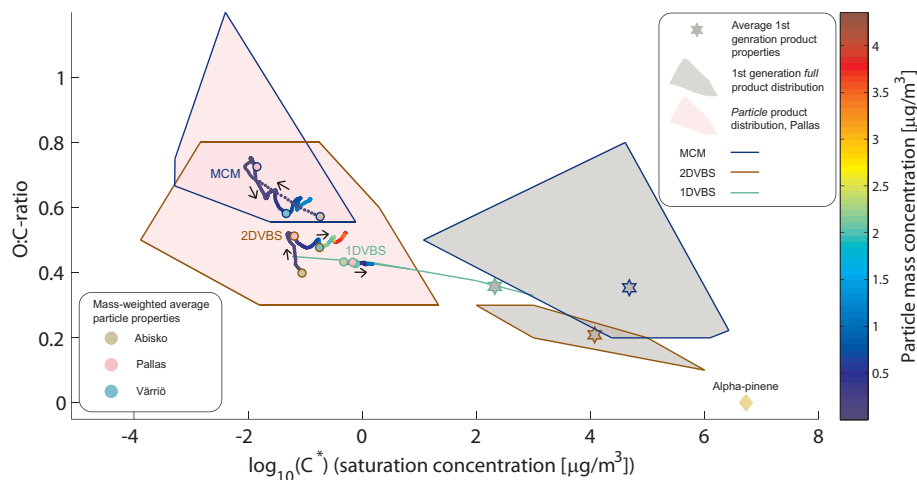 1
0.8
0.6
0.4
0.2
0
O:C-ratio
-4
-2
0
2
4
6
8
log10(C*) (saturation concentration [μg/m³])
MCM
2DVBS
1DVBS
Alpha-pinene
Mass-weighted average
particle properties
Abisko
Pallas
Värriö
Average 1st
genration product
properties
1st generation full
product distribution
Particle product
distribution, Pallas
MCM
2DVBS
1DVBS
4
3.5
3
2.5
2
1.5
1
0.5
Particle mass concentration [μg/m³]